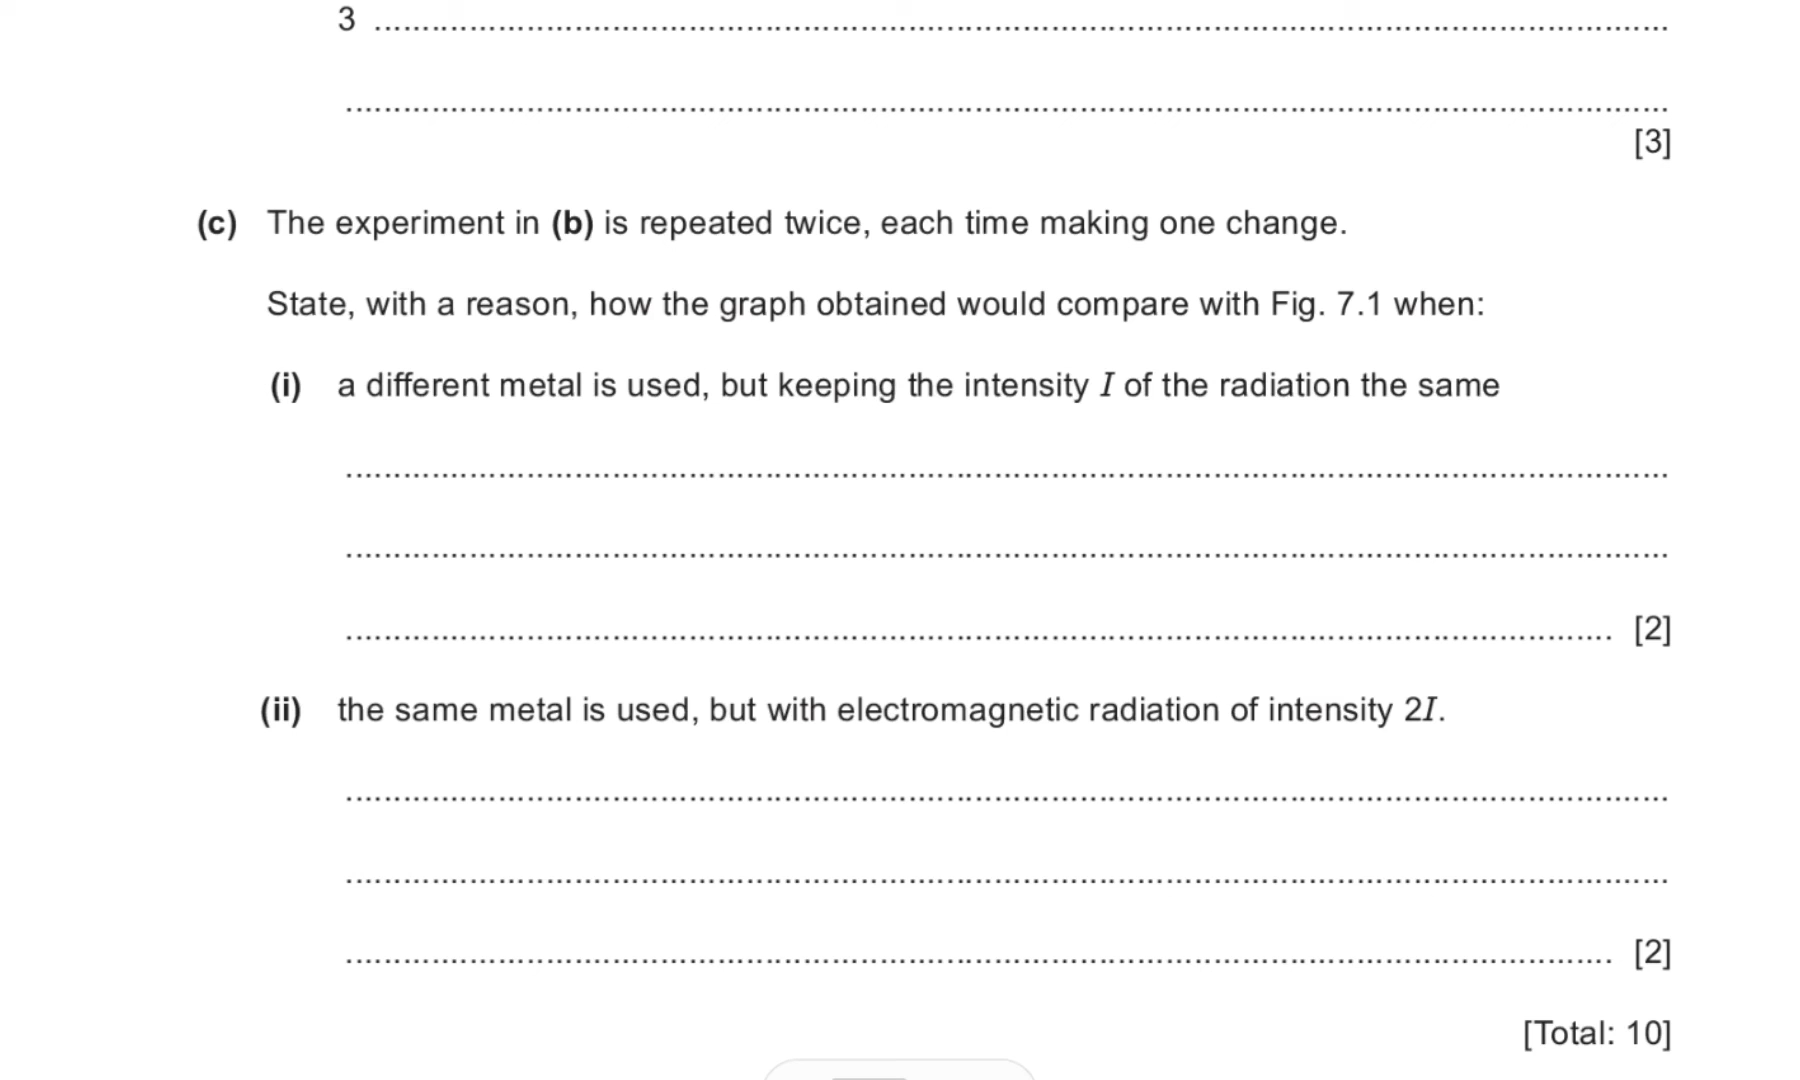 3
[3]
(c) The experiment in (b) is repeated twice, each time making one change.
State, with a reason, how the graph obtained would compare with Fig. 7.1 when:
(i) a different metal is used, but keeping the intensity I of the radiation the same
[2]
(ii) the same metal is used, but with electromagnetic radiation of intensity 2I.
[2]
[Total: 10]